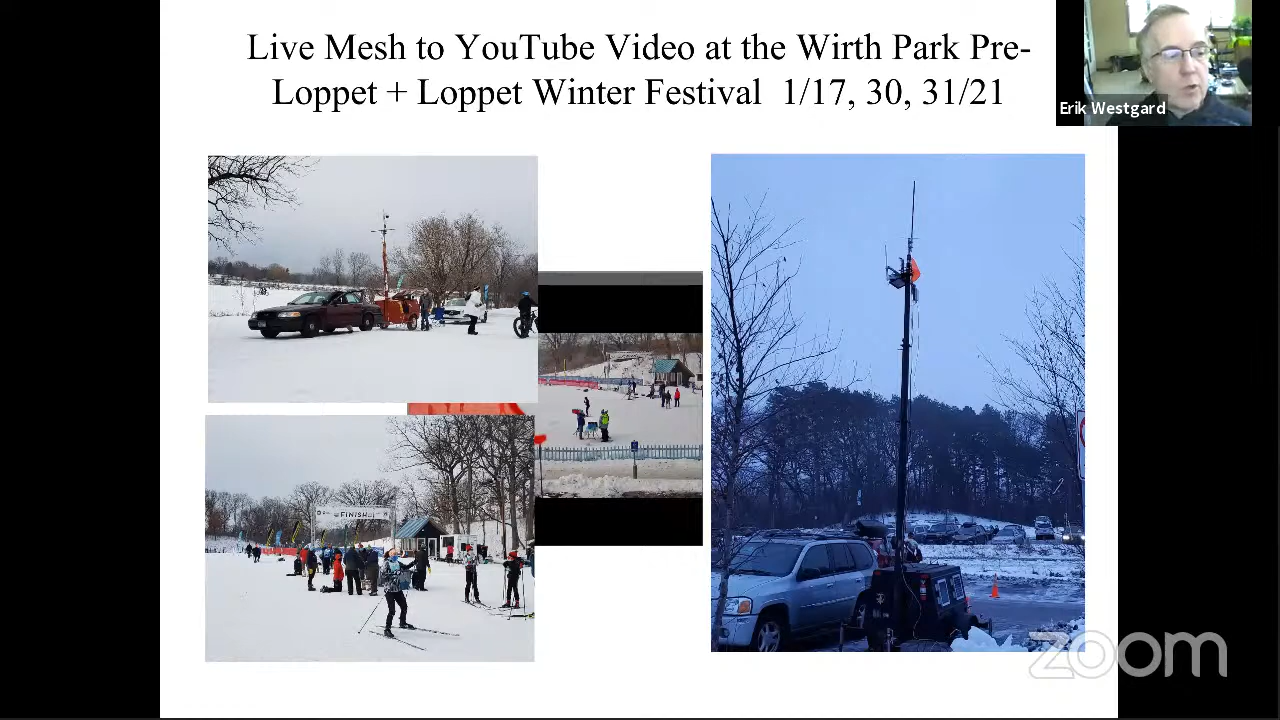 Live Mesh to YouTube Video at the Wirth Park Pre-
Loppet + Loppet Winter Festival 1/17, 30, 31/21
Erik Westgard
FINISH
zoom